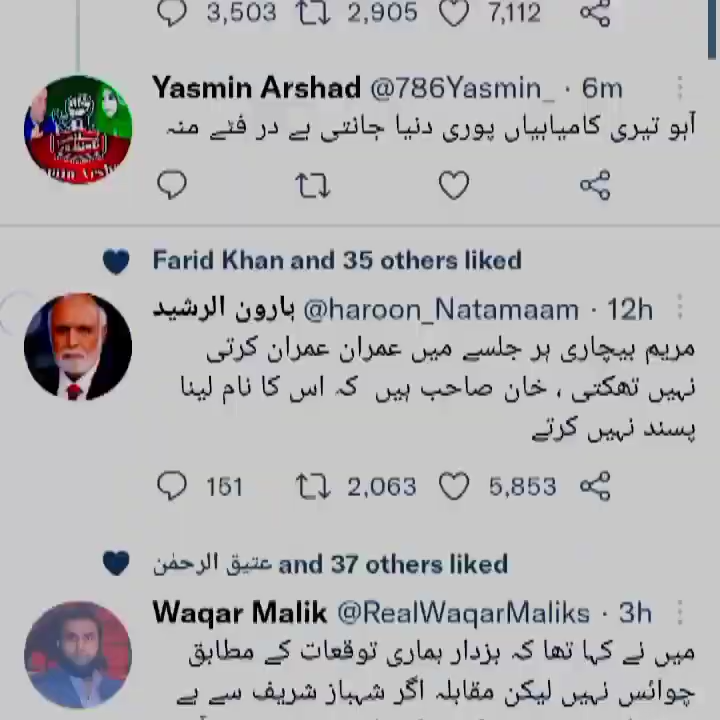 3,503 2,905 7,112
Yasmin Arshad @786Yasmin_ · 6m
آہو تیری کامیابیاں پوری دنیا جانتی ہے در فٹے منہ
Farid Khan and 35 others liked
ہارون الرشید @haroon_Natamaam · 12h
مریم بیچاری ہر جلسے میں عمران عمران کرتی
نہیں تھکتی ، خان صاحب ہیں کہ اس کا نام لینا
پسند نہیں کرتے
151 2,063 5,853
عتیق الرحمٰن and 37 others liked
Waqar Malik @RealWaqarMaliks · 3h
میں نے کہا تھا کہ بزدار ہماری توقعات کے مطابق
چوائس نہیں لیکن مقابلہ اگر شہباز شریف سے ہے